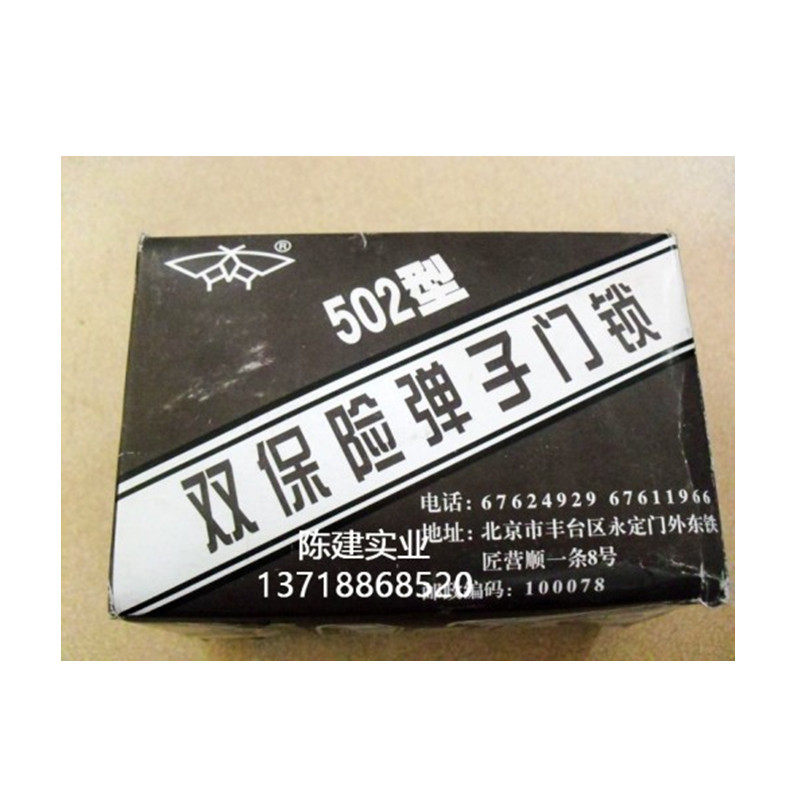 ®
502型
双保险弹子门锁
电话: 67624929 67611966
地址: 北京市丰台区永定门外东铁
匠营顺一条8号
邮政编码: 100078
陈建实业
13718868520